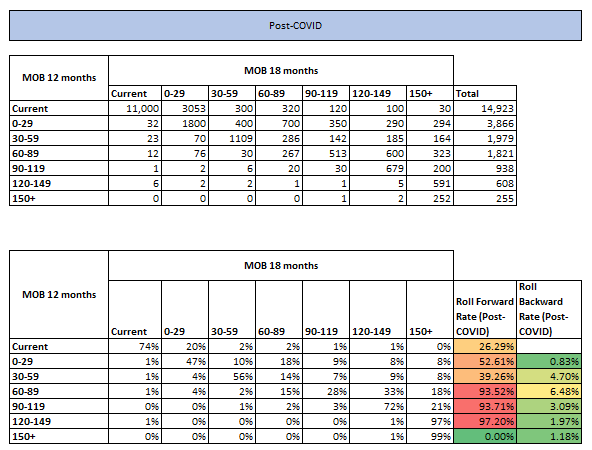 Post-COVID
MOB 12 months MOB 18 months
Current 0-29 30-59 60-89 90-119 120-149 150+ Total
Current 11,000 3053 300 320 120 100 30 14,923
0-29 32 1800 400 700 350 290 294 3,866
30-59 23 70 1109 286 142 185 164 1,979
60-89 12 76 30 267 513 600 323 1,821
90-119 1 2 6 20 30 679 200 938
120-149 6 2 2 1 1 5 591 608
150+ 0 0 0 0 1 2 252 255
MOB 12 months MOB 18 months
Current 0-29 30-59 60-89 90-119 120-149 150+ Roll Forward Rate (Post-COVID) Roll Backward Rate (Post-COVID)
Current 74% 20% 2% 2% 1% 1% 0% 26.29%
0-29 1% 47% 10% 18% 9% 8% 8% 52.61% 0.83%
30-59 1% 4% 56% 14% 7% 9% 8% 39.26% 4.70%
60-89 1% 4% 2% 15% 28% 33% 18% 93.52% 6.48%
90-119 0% 0% 1% 2% 3% 72% 21% 93.71% 3.09%
120-149 1% 0% 0% 0% 0% 1% 97% 97.20% 1.97%
150+ 0% 0% 0% 0% 0% 1% 99% 0.00% 1.18%